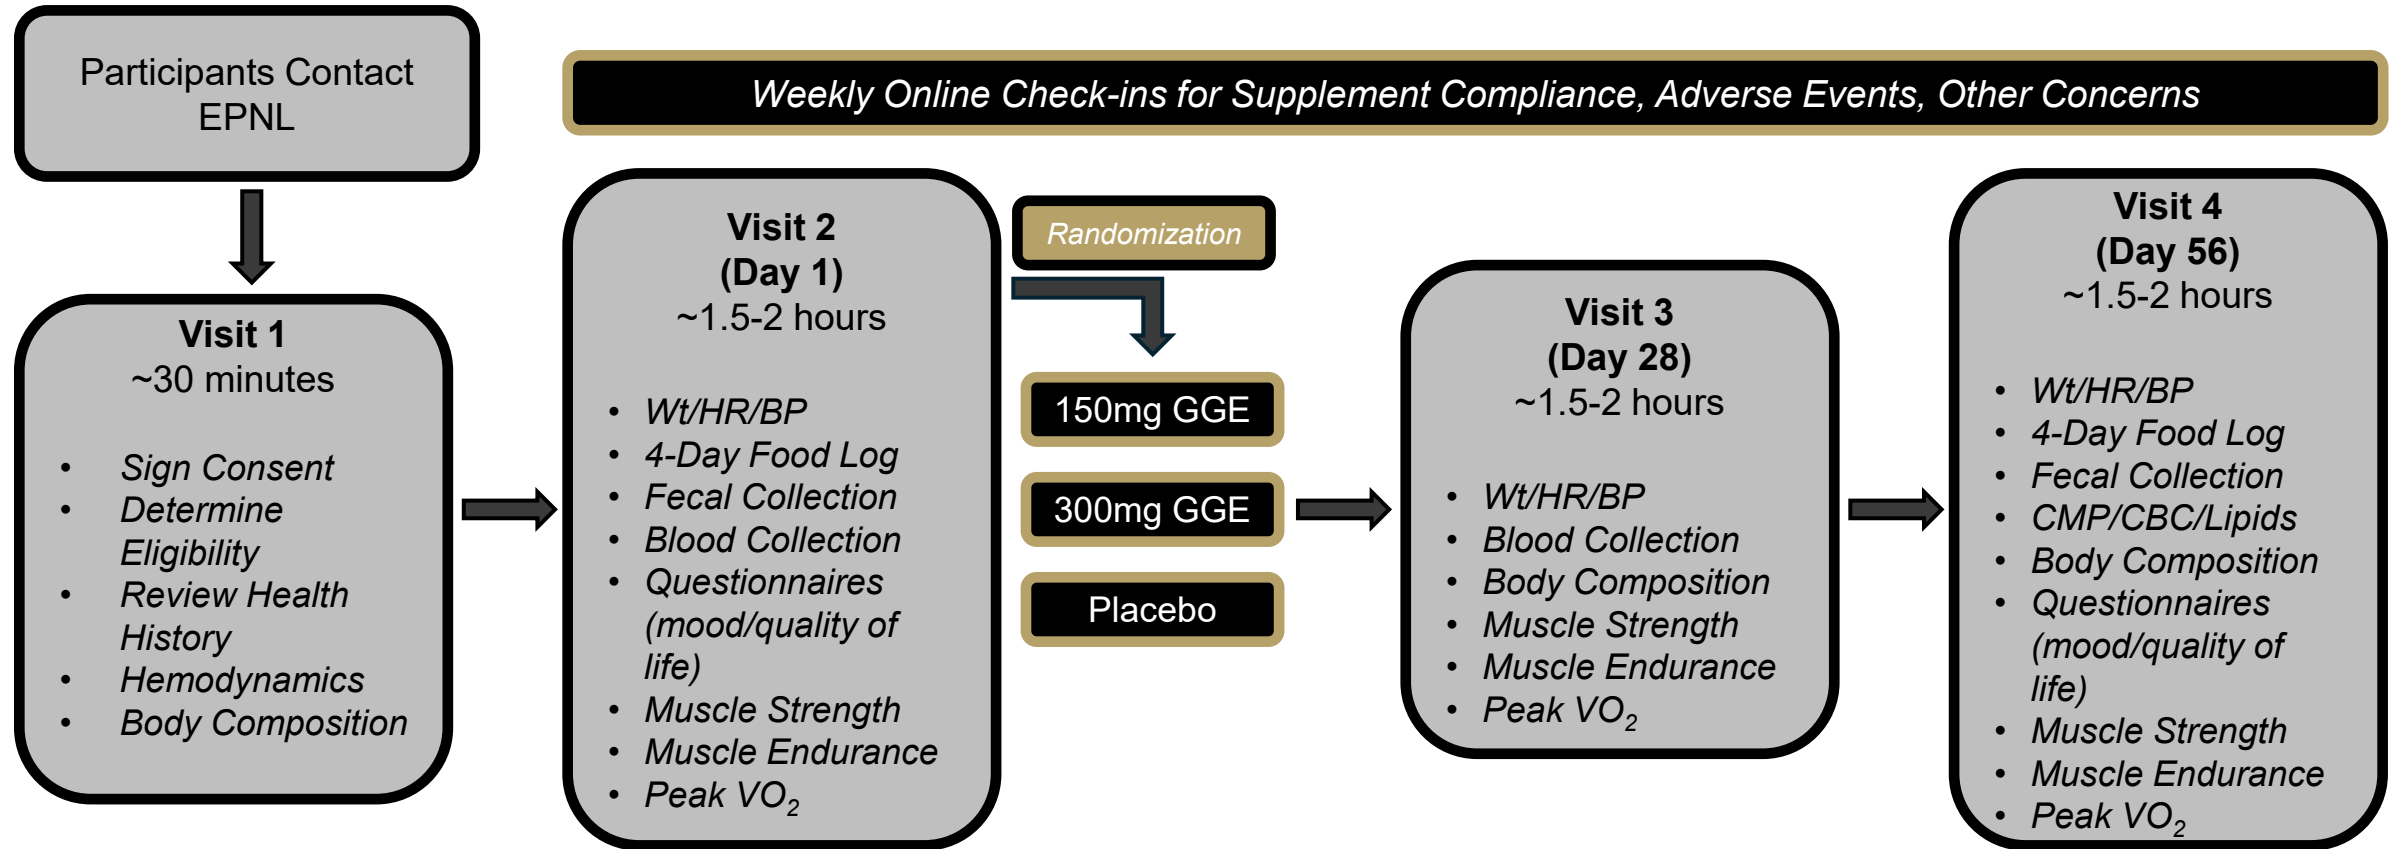 Participants Contact
EPNL
Weekly Online Check-ins for Supplement Compliance, Adverse Events, Other Concerns
Visit 1
~30 minutes
• Sign Consent
• Determine
Eligibility
• Review Health
History
• Hemodynamics
• Body Composition
Visit 2
(Day 1)
~1.5-2 hours
• Wt/HR/BP
• 4-Day Food Log
• Fecal Collection
• Blood Collection
• Questionnaires
(mood/quality of
life)
• Muscle Strength
• Muscle Endurance
• Peak VO₂
Randomization
150mg GGE
300mg GGE
Placebo
Visit 3
(Day 28)
~1.5-2 hours
• Wt/HR/BP
• Blood Collection
• Body Composition
• Muscle Strength
• Muscle Endurance
• Peak VO₂
Visit 4
(Day 56)
~1.5-2 hours
• Wt/HR/BP
• 4-Day Food Log
• Fecal Collection
• CMP/CBC/Lipids
• Body Composition
• Questionnaires
(mood/quality of
life)
• Muscle Strength
• Muscle Endurance
• Peak VO₂